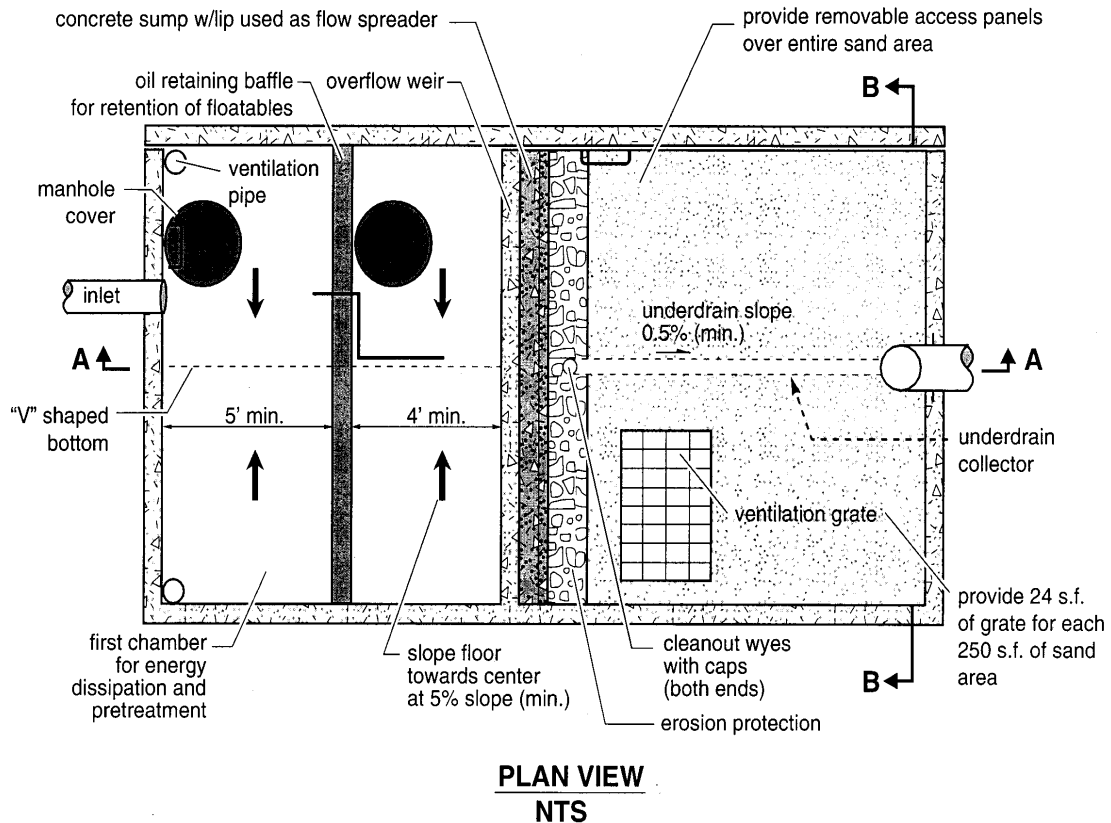 concrete sump w/lip used as flow spreader
provide removable access panels
over entire sand area
oil retaining baffle
for retention of floatables
overflow weir
B
ventilation
pipe
manhole
cover
inlet
underdrain slope
0.5% (min.)
A
A
"V" shaped
bottom
5' min.
4' min.
underdrain
collector
ventilation grate
provide 24 s.f.
of grate for each
250 s.f. of sand
area
first chamber
for energy
dissipation and
pretreatment
slope floor
towards center
at 5% slope (min.)
cleanout wyes
with caps
(both ends)
B
erosion protection
PLAN VIEW
NTS